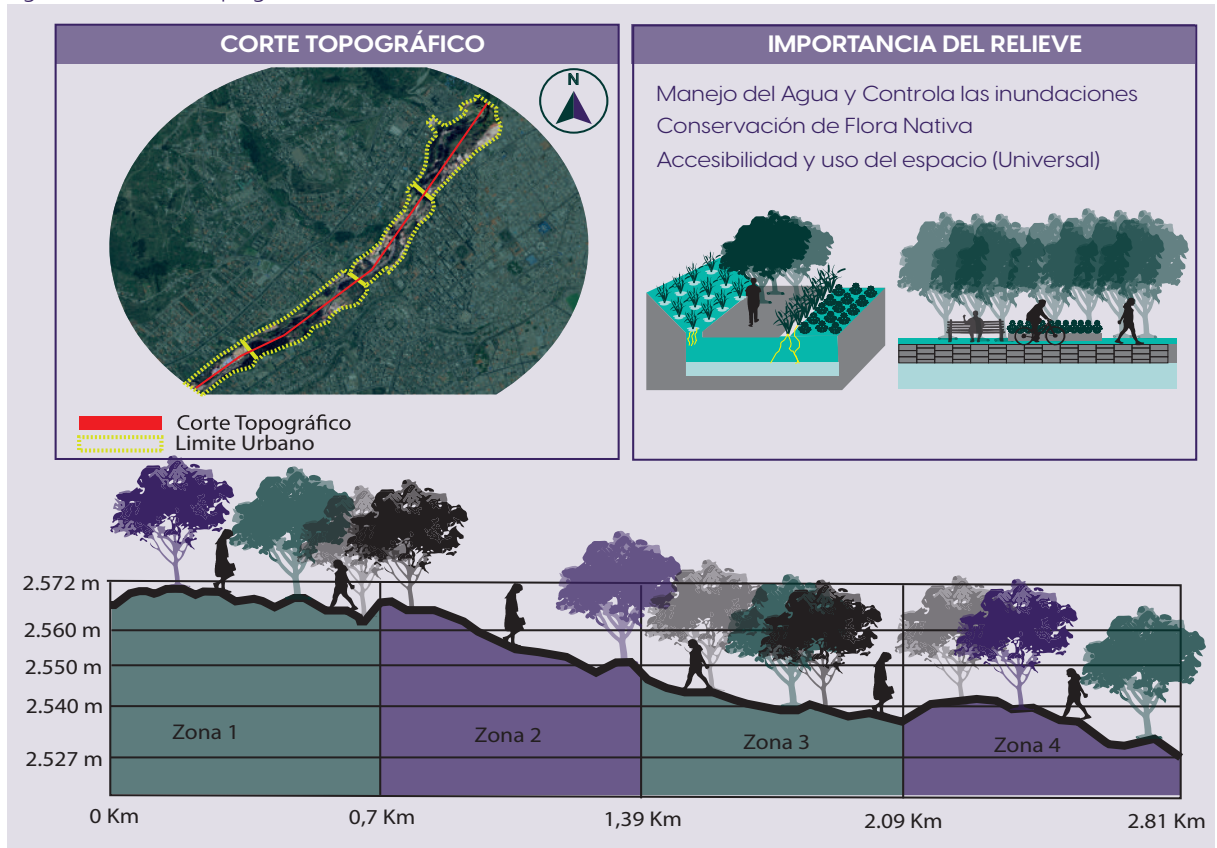 CORTE TOPOGRÁFICO
N
Corte Topográfico
Limite Urbano
IMPORTANCIA DEL RELIEVE
Manejo del Agua y Controla las inundaciones
Conservación de Flora Nativa
Accesibilidad y uso del espacio (Universal)
2.572 m
2.560 m
2.550 m
2.540 m
2.527 m
Zona 1
Zona 2
Zona 3
Zona 4
0 Km
0,7 Km
1,39 Km
2.09 Km
2.81 Km